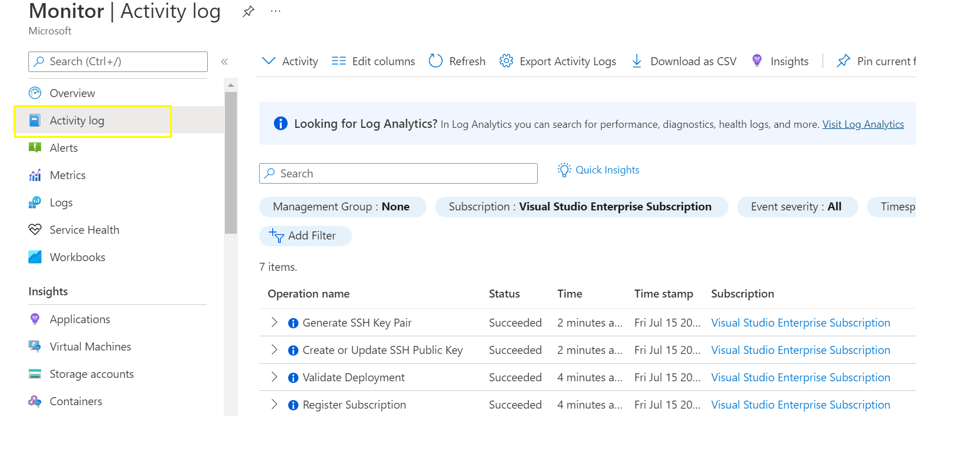 Monitor | Activity log ...
Microsoft
Search (Ctrl+/)
«
Activity
Edit columns
Refresh
Export Activity Logs
Download as CSV
Insights
Pin current f
Overview
Activity log
Alerts
Metrics
Logs
Service Health
Workbooks
Insights
Applications
Virtual Machines
Storage accounts
Containers
Looking for Log Analytics? In Log Analytics you can search for performance, diagnostics, health logs, and more. Visit Log Analytics
Search
Quick Insights
Management Group : None
Subscription : Visual Studio Enterprise Subscription
Event severity : All
Timesp
Add Filter
7 items.
Operation name Status Time Time stamp Subscription
Generate SSH Key Pair Succeeded 2 minutes a... Fri Jul 15 20... Visual Studio Enterprise Subscription
Create or Update SSH Public Key Succeeded 2 minutes a... Fri Jul 15 20... Visual Studio Enterprise Subscription
Validate Deployment Succeeded 4 minutes a... Fri Jul 15 20... Visual Studio Enterprise Subscription
Register Subscription Succeeded 4 minutes a... Fri Jul 15 20... Visual Studio Enterprise Subscription